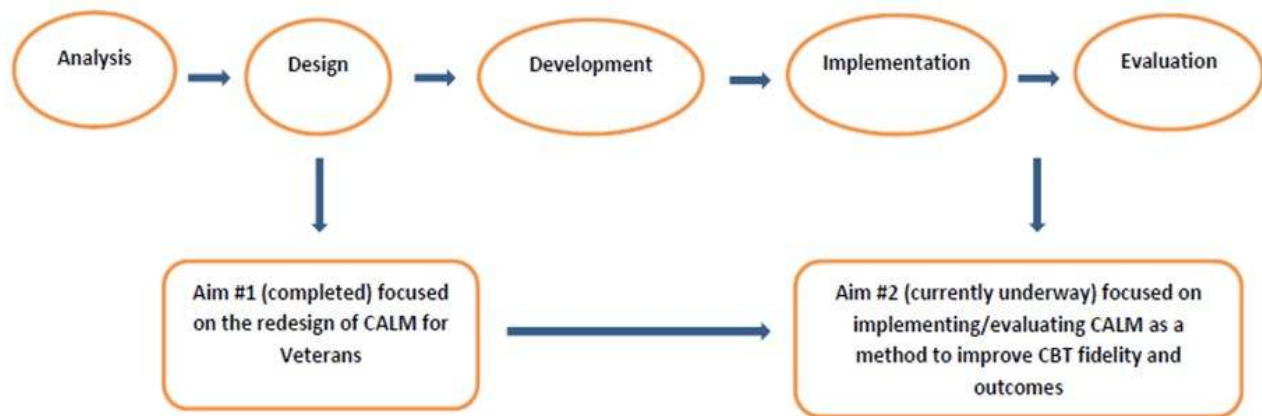 Analysis
Design
Development
Implementation
Evaluation
Aim #1 (completed) focused
on the redesign of CALM for
Veterans
Aim #2 (currently underway) focused on
implementing/evaluating CALM as a
method to improve CBT fidelity and
outcomes